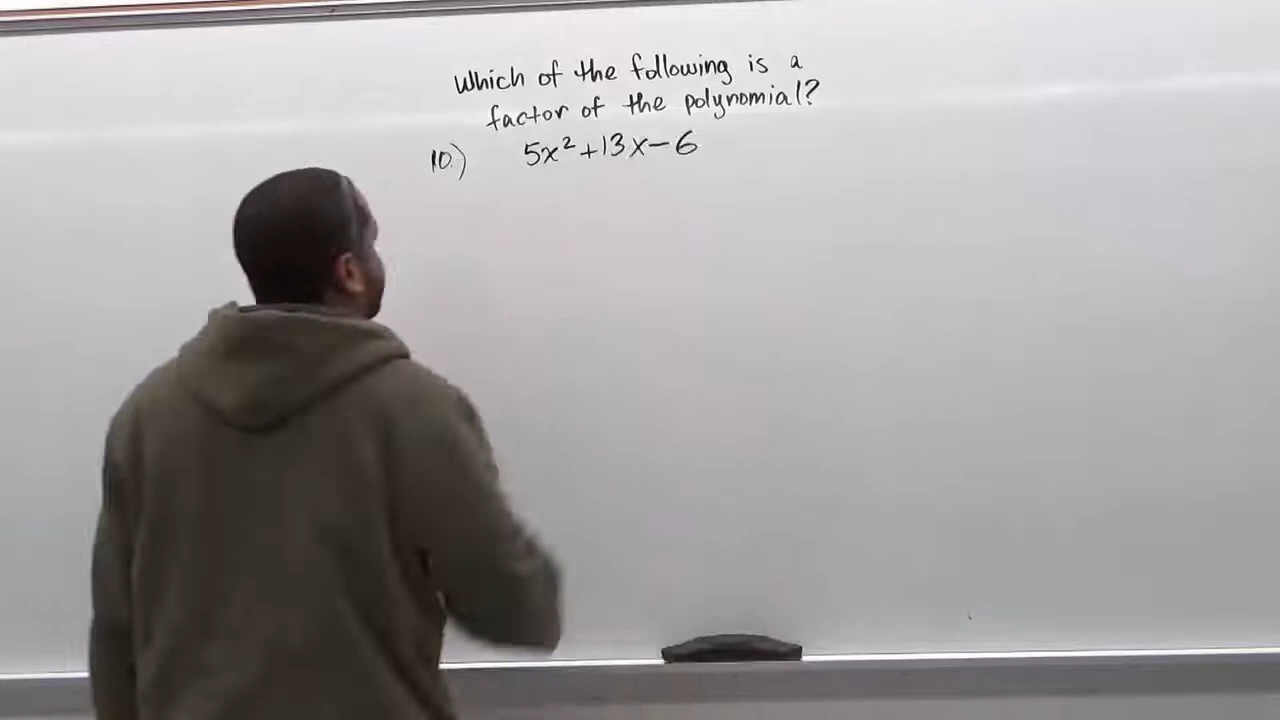 Which of the following is a
factor of the polynomial?
10.) 5x²+13x-6